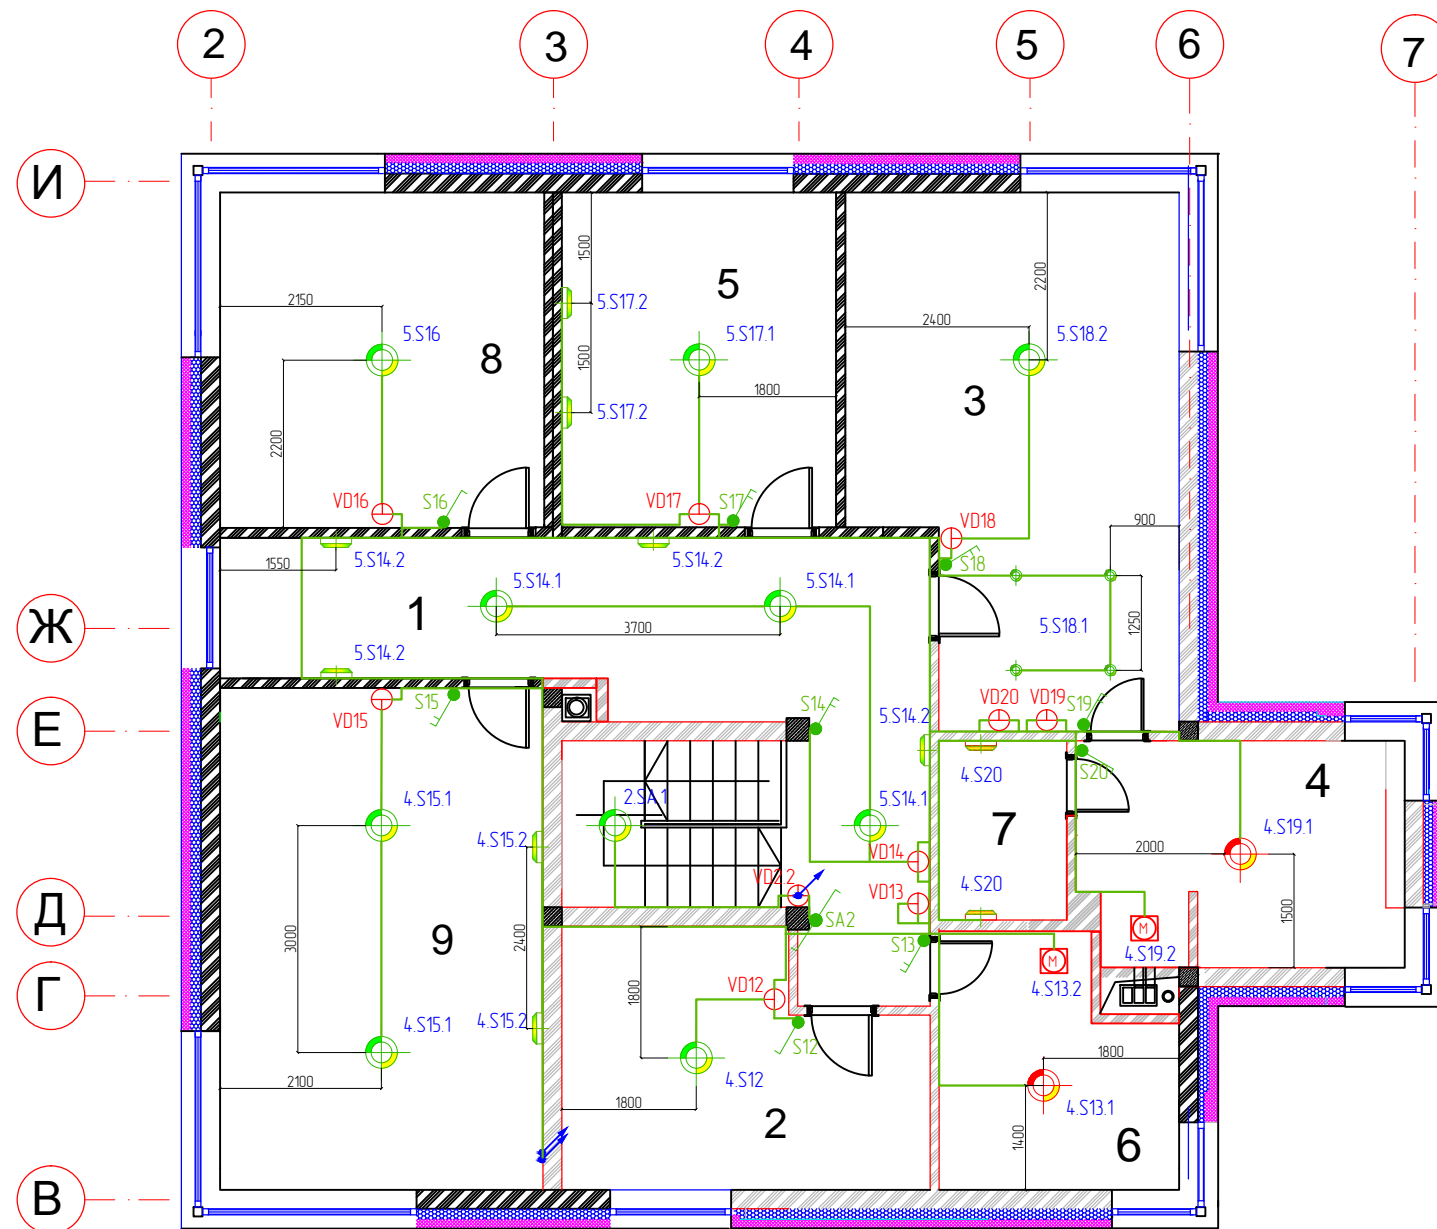 2 3 4 5 6 7
И
2150
5.S16
8
2200
VD16
S16
1500
5.S17.2
5
5.S17.1
1500
1800
5.S17.2
VD17
S17
2200
2400
5.S18.2
3
VD18
S18
900
5.S18.1
1250
Ж
1550
5.S14.2
5.S14.2
5.S14.1
5.S14.1
1
3700
5.S14.2
Е
VD15
S15
S14
5.S14.2
VD20
VD19
S19
S20
4.S20
4
4.S15.1
2.SA.1
5.S14.1
4.S15.2
7
4.S19.1
2000
VD14
VD2.2
VD13
4.S20
1500
Д
3000
9
2400
SA2
S13
M
4.S19.2
M
4.S13.2
Г
1800
VD12
4.S15.1
4.S15.2
S12
1800
2100
4.S12
1800
2
4.S13.1
1400
6
В